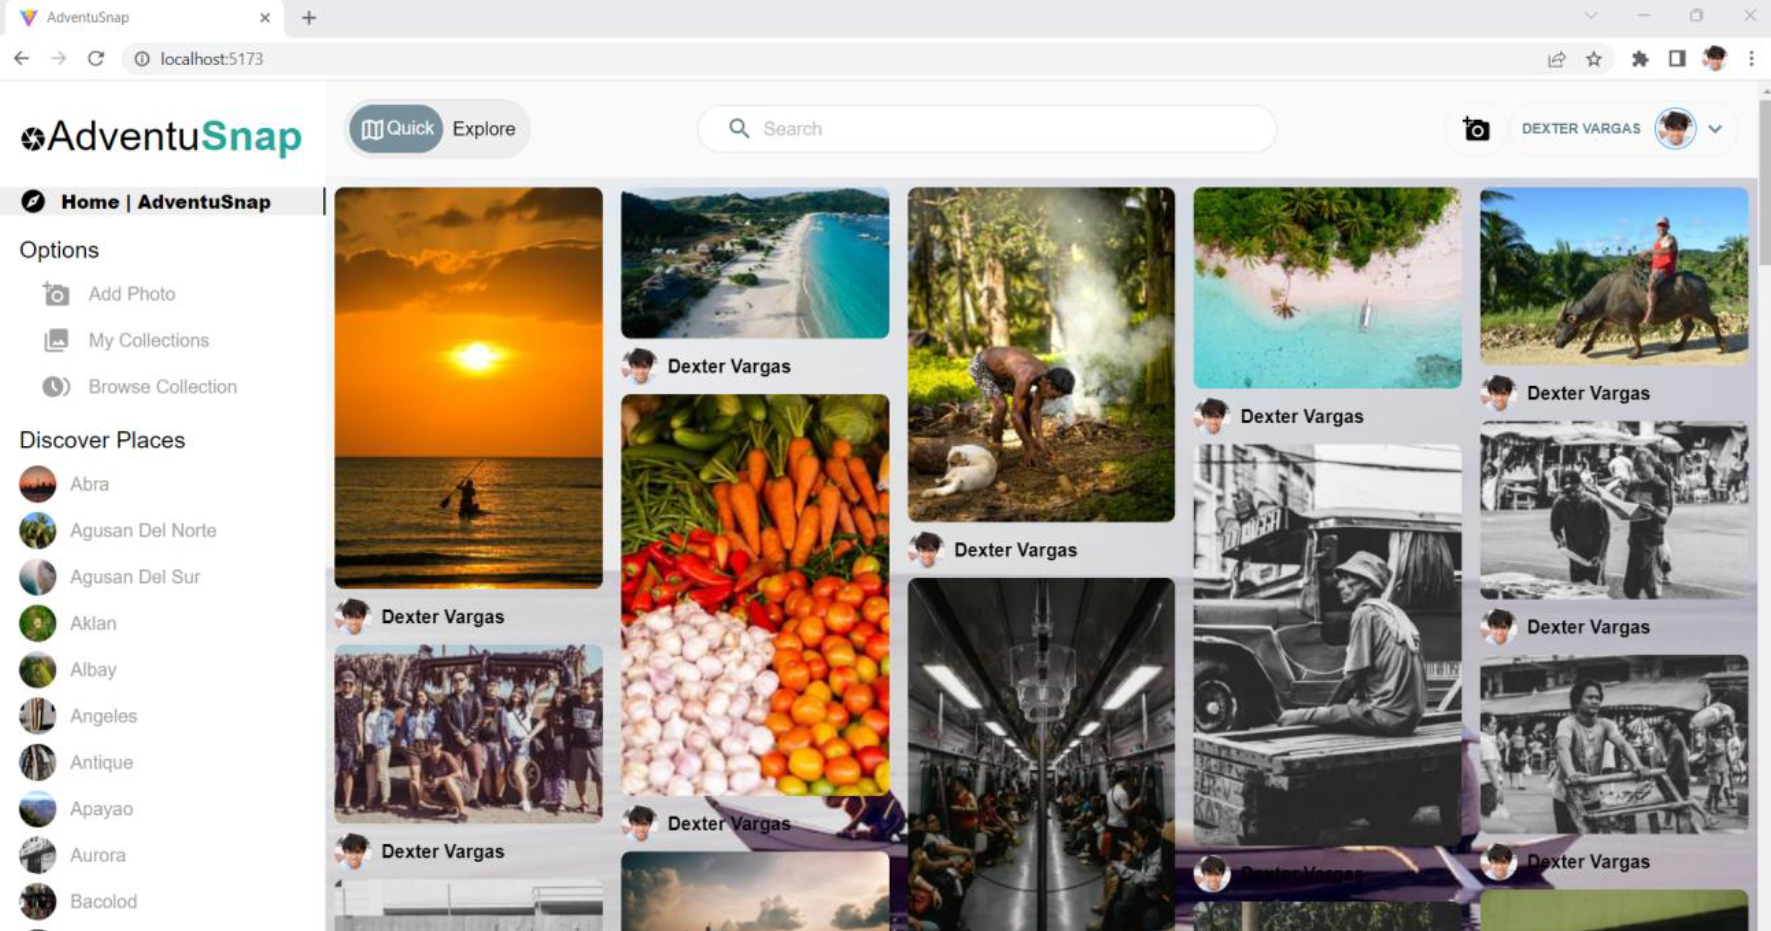 AdventuSnap
localhost:5173
AdventuSnap
Quick
Explore
Search
DEXTER VARGAS
Home | AdventuSnap
Options
Add Photo
My Collections
Browse Collection
Discover Places
Abra
Agusan Del Norte
Agusan Del Sur
Aklan
Albay
Angeles
Antique
Apayao
Aurora
Bacolod
Dexter Vargas
Dexter Vargas
Dexter Vargas
Dexter Vargas
Dexter Vargas
Dexter Vargas
Dexter Vargas
Dexter Vargas
Dexter Vargas
Dexter Vargas